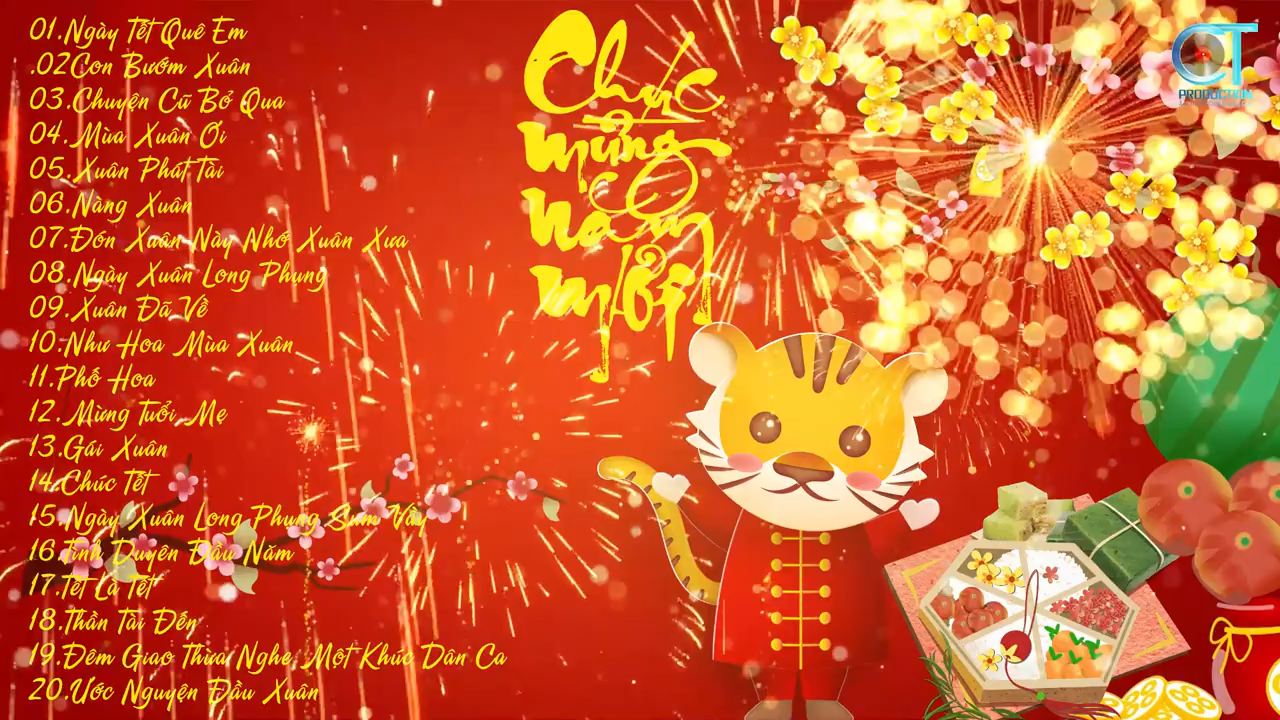 01.Ngày Tết Quê Em
.02Con Bướm Xuân
03.Chuyện Cũ Bỏ Qua
04.Mùa Xuân Ơi
05.Xuân Phát Tài
06.Nàng Xuân
07.Đón Xuân Này Nhớ Xuân Xưa
08.Ngày Xuân Long Phụng
09.Xuân Đã Về
10.Như Hoa Mùa Xuân
11.Phố Hoa
12.Mừng Tuổi Mẹ
13.Gái Xuân
14.Chúc Tết
15.Ngày Xuân Long Phụng Sum Vầy
16.Tình Duyên Đầu Năm
17.Tết Là Tết
18.Thần Tài Đến
19.Đêm Giao Thừa Nghe Một Khúc Dân Ca
20.Ước Nguyện Đầu Xuân
Chúc
mừng
năm
mới
CT
PRODUCTION